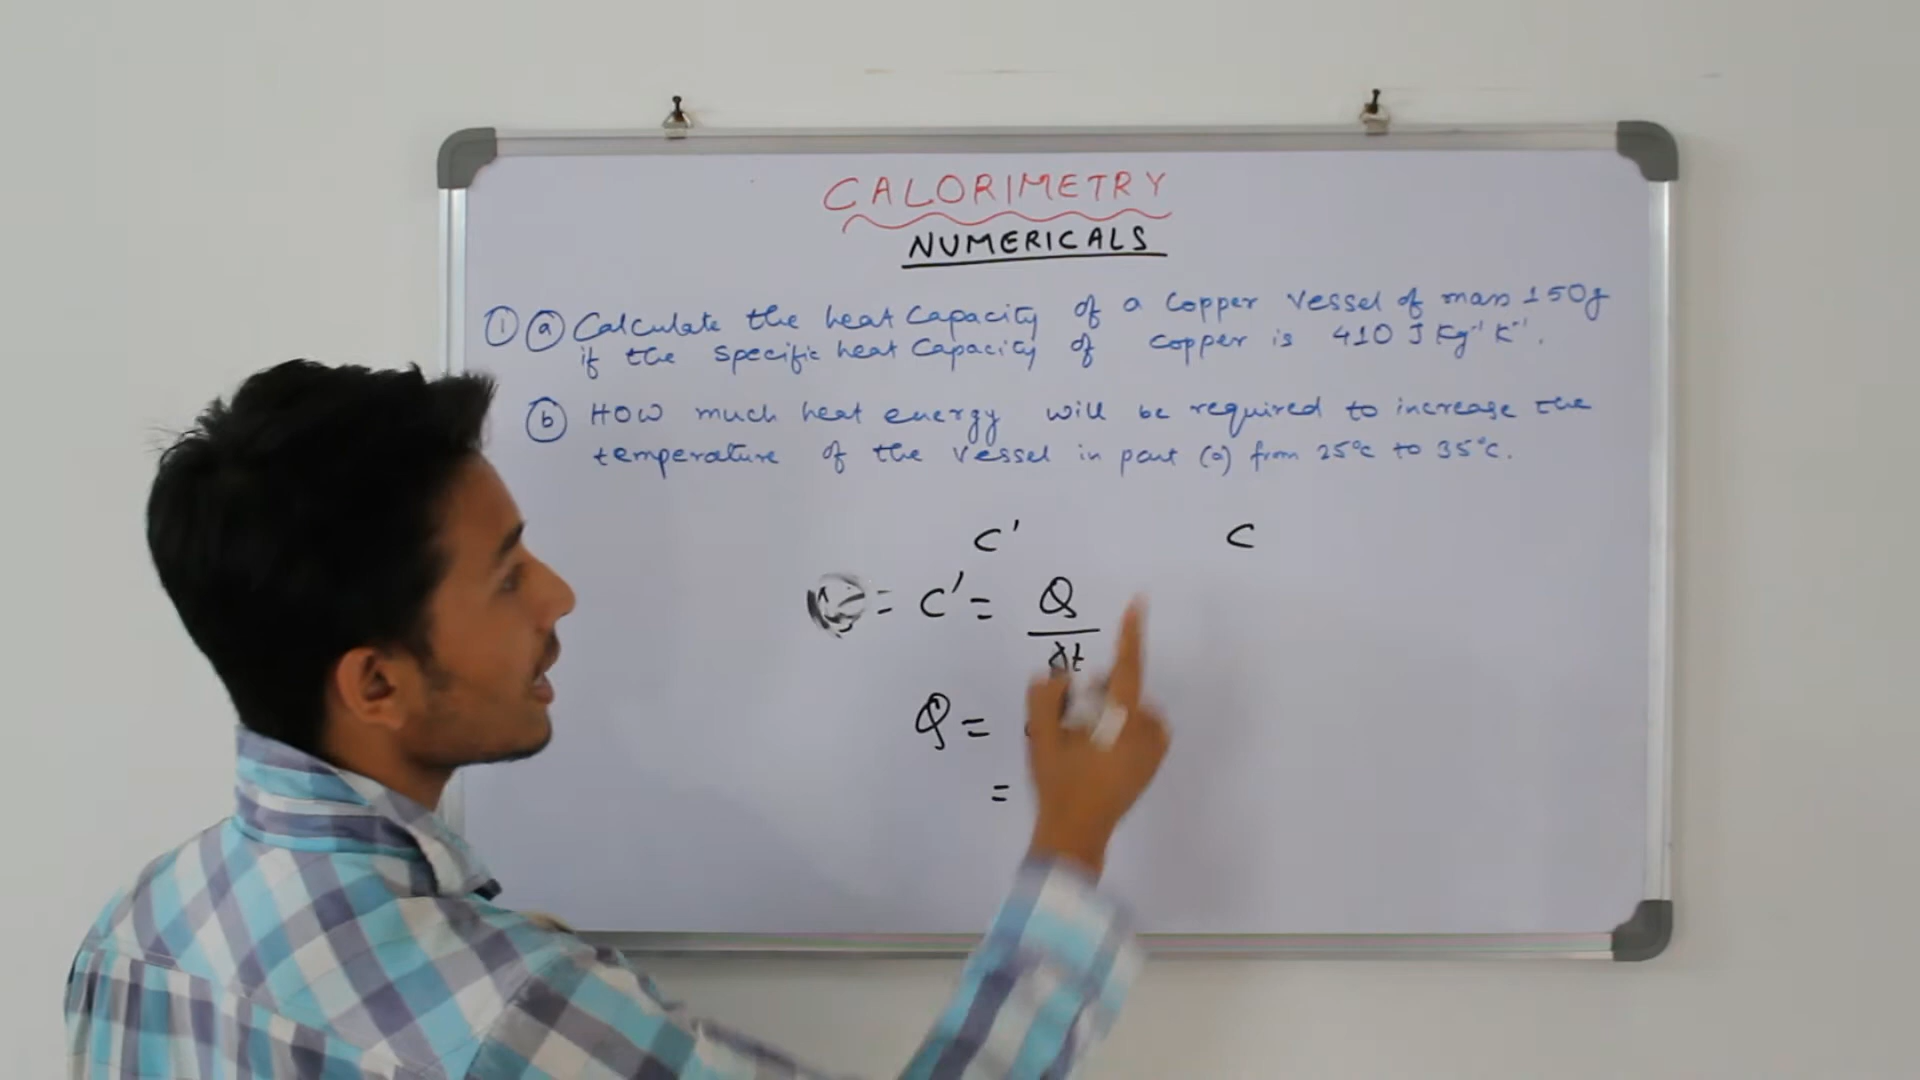 CALORIMETRY
NUMERICALS
① ⓐ Calculate the heat Capacity of a Copper Vessel of mass 150g
if the specific heat Capacity of copper is 410 J Kg⁻¹ K⁻¹.
ⓑ How much heat energy will be required to increase the
temperature of the vessel in part (a) from 25°c to 35°c.
c' c
= c' = Q
Δt
Q =
=